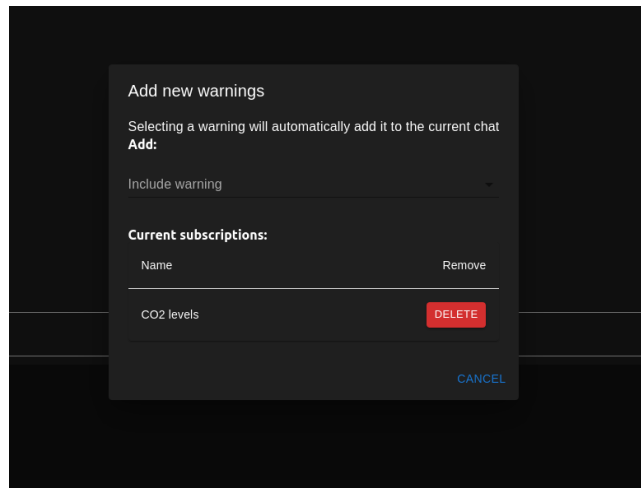 Add new warnings
Selecting a warning will automatically add it to the current chat
Add:
Include warning
Current subscriptions:
Name Remove
CO2 levels DELETE
CANCEL